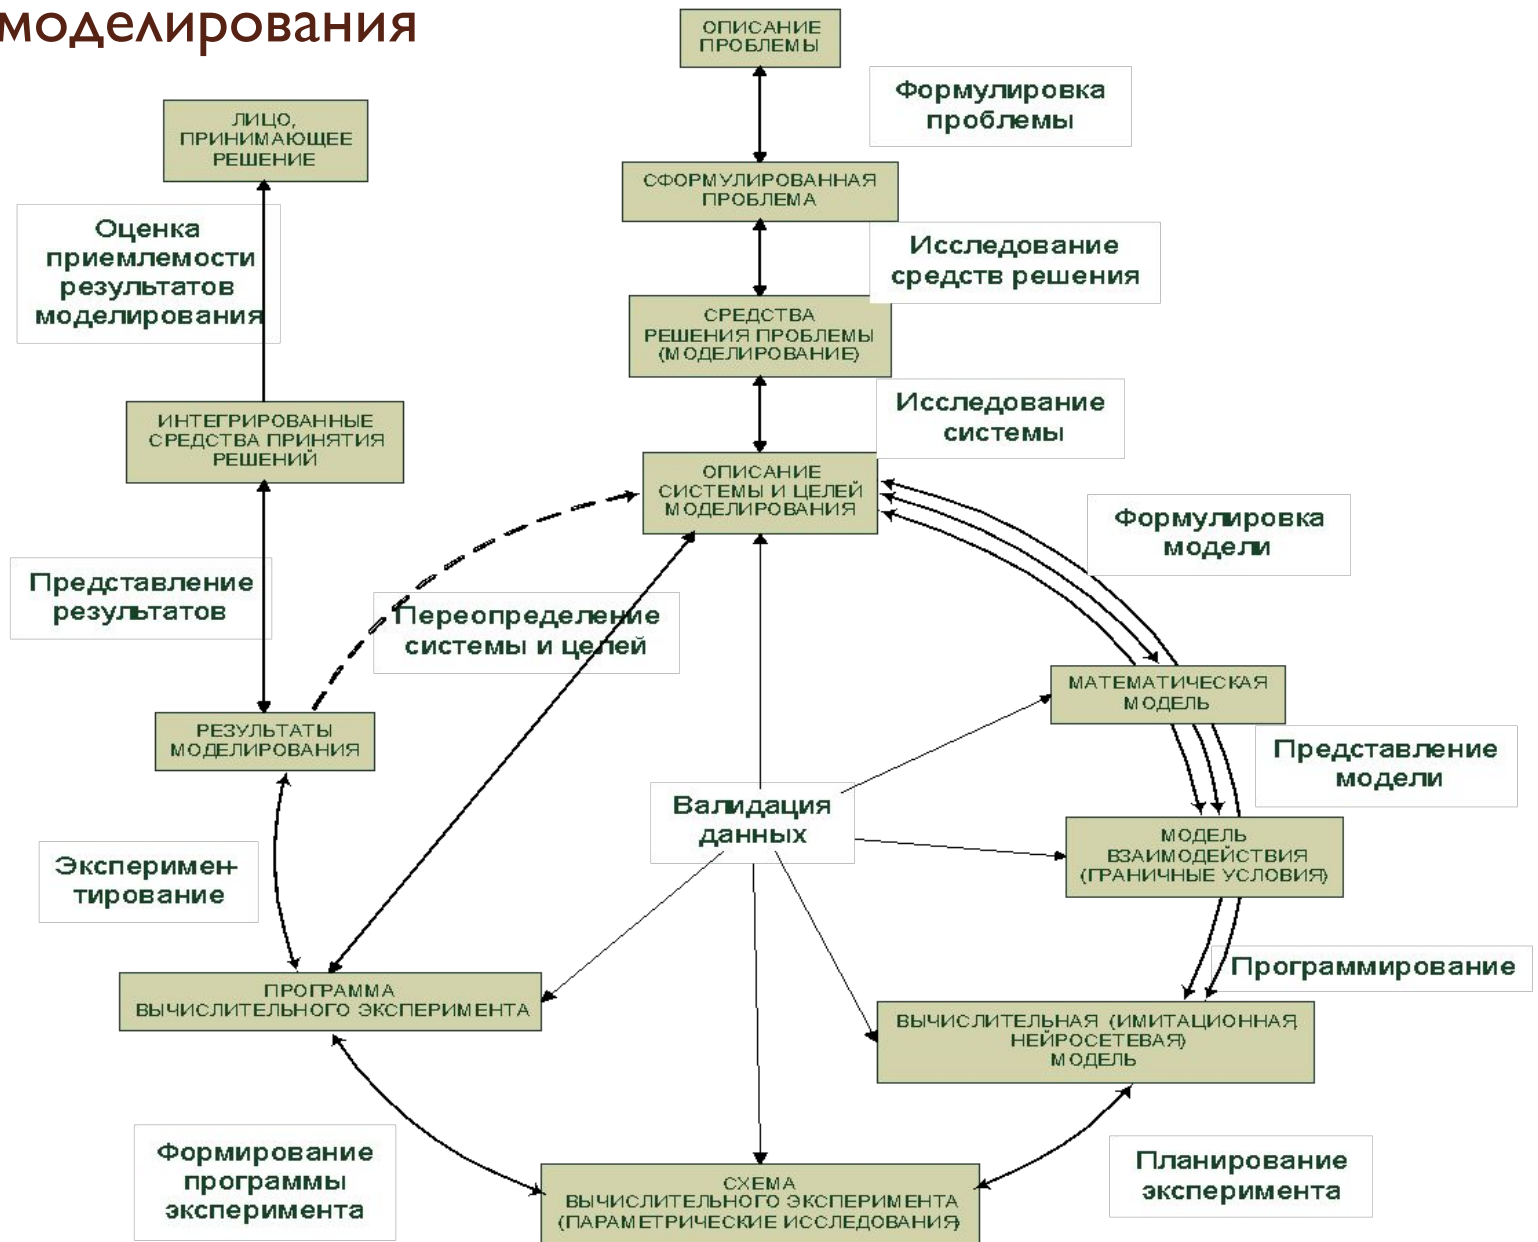 моделирования
ОПИСАНИЕ
ПРОБЛЕМЫ
Формулировка
проблемы
ЛИЦО,
ПРИНИМАЮЩЕЕ
РЕШЕНИЕ
СФОРМУЛИРОВАННАЯ
ПРОБЛЕМА
Оценка
приемлемости
результатов
моделирования
Исследование
средств решения
СРЕДСТВА
РЕШЕНИЯ ПРОБЛЕМЫ
(МОДЕЛИРОВАНИЕ)
Исследование
системы
ИНТЕГРИРОВАННЫЕ
СРЕДСТВА ПРИНЯТИЯ
РЕШЕНИЙ
ОПИСАНИЕ
СИСТЕМЫ И ЦЕЛЕЙ
МОДЕЛИРОВАНИЯ
Формулировка
модели
Представление
результатов
Переопределение
системы и целей
МАТЕМАТИЧЕСКАЯ
МОДЕЛЬ
РЕЗУЛЬТАТЫ
МОДЕЛИРОВАНИЯ
Представление
модели
Валидация
данных
МОДЕЛЬ
ВЗАИМОДЕЙСТВИЯ
(ГРАНИЧНЫЕ УСЛОВИЯ)
Эксперимен-
тирование
Программирование
ПРОГРАММА
ВЫЧИСЛИТЕЛЬНОГО ЭКСПЕРИМЕНТА
ВЫЧИСЛИТЕЛЬНАЯ (ИМИТАЦИОННАЯ,
НЕЙРОСЕТЕВАЯ)
МОДЕЛЬ
Формирование
программы
эксперимента
Планирование
эксперимента
СХЕМА
ВЫЧИСЛИТЕЛЬНОГО ЭКСПЕРИМЕНТА
(ПАРАМЕТРИЧЕСКИЕ ИССЛЕДОВАНИЯ)